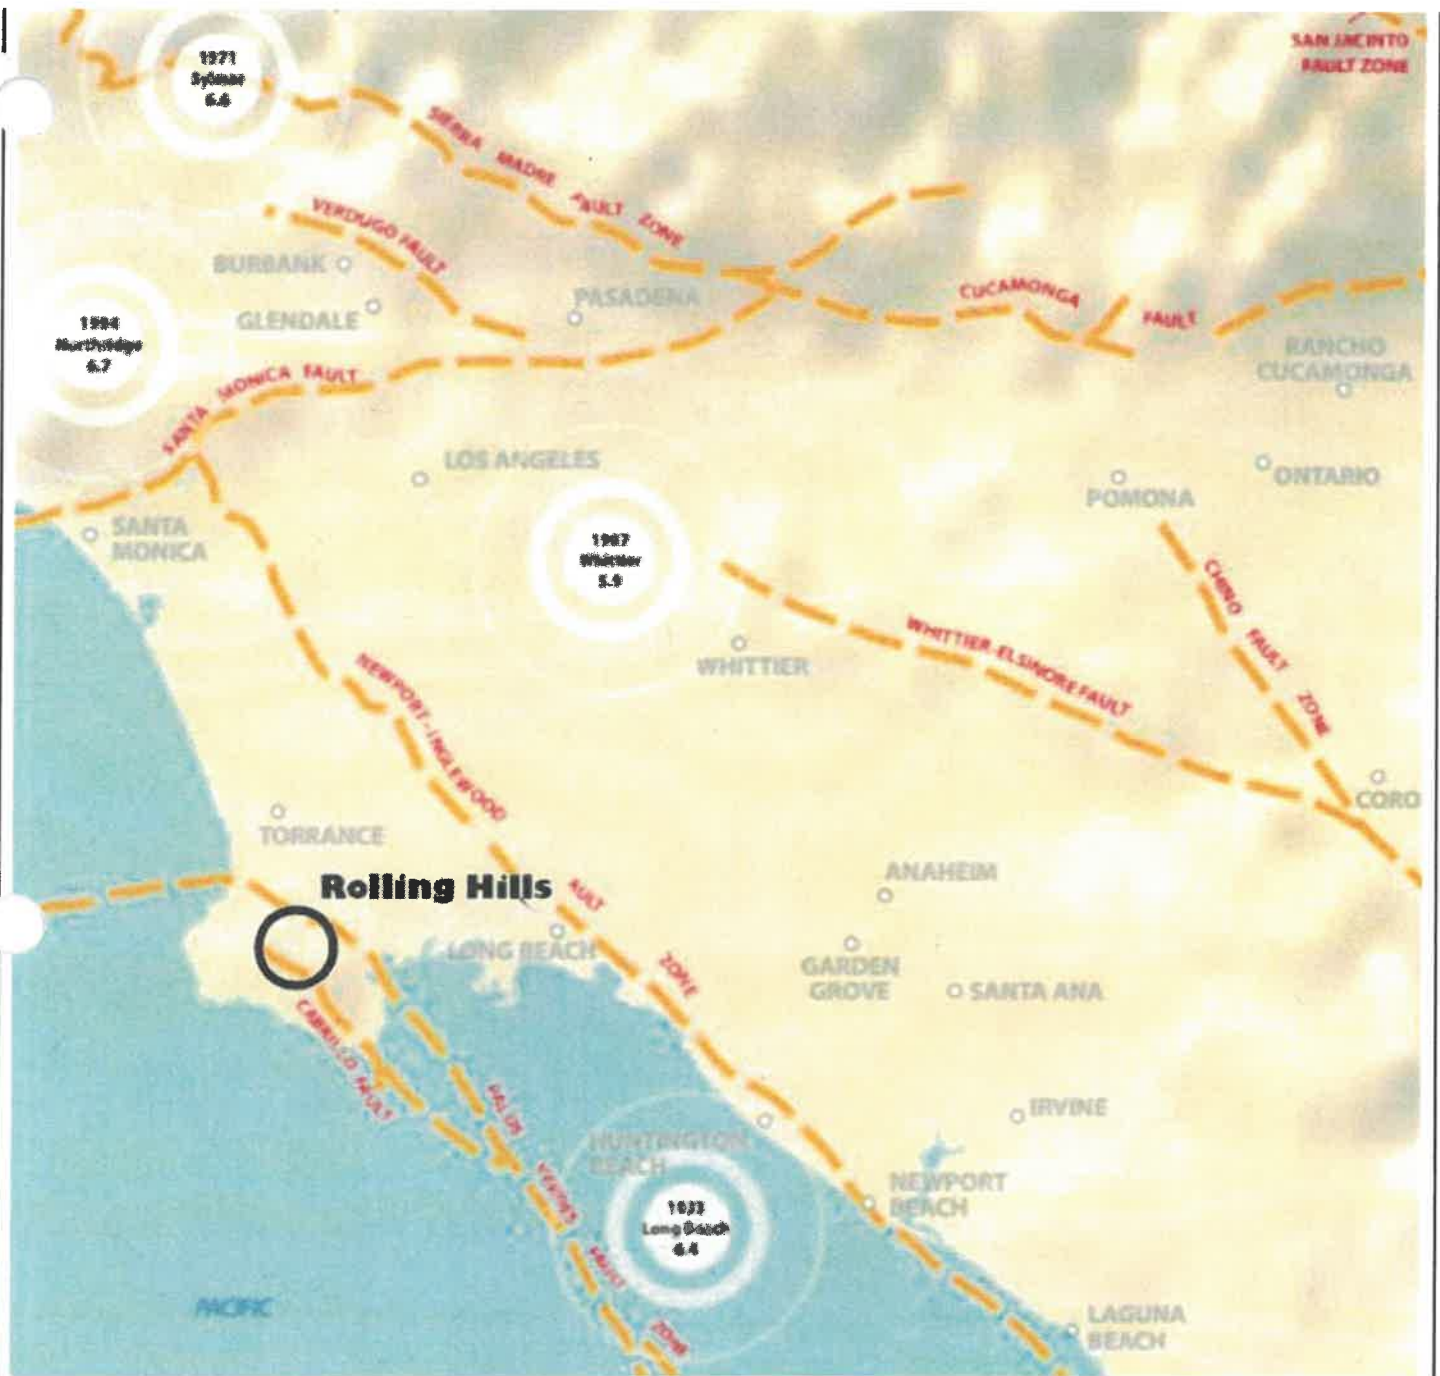 SAN JACINTO
FAULT ZONE
1971
Sylmar
6.6
SIERRA MADRE FAULT ZONE
VERDUGO FAULT
BURBANK
GLENDALE
PASADENA
CUCAMONGA FAULT
RANCHO
CUCAMONGA
1994
Northridge
6.7
SANTA MONICA FAULT
LOS ANGELES
POMONA
ONTARIO
SANTA
MONICA
1987
Whittier
5.9
WHITTIER
WHITTIER-ELSINORE FAULT
CHINO FAULT ZONE
NEWPORT-INGLEWOOD AULT ZONE
CORO
TORRANCE
Rolling Hills
ANAHEIM
LONG BEACH
GARDEN
GROVE
SANTA ANA
CABRILLO FAULT
PALOS VERDES FAULT ZONE
IRVINE
HUNTINGTON
BEACH
NEWPORT
BEACH
1933
Long Beach
6.4
PACIFIC
LAGUNA
BEACH